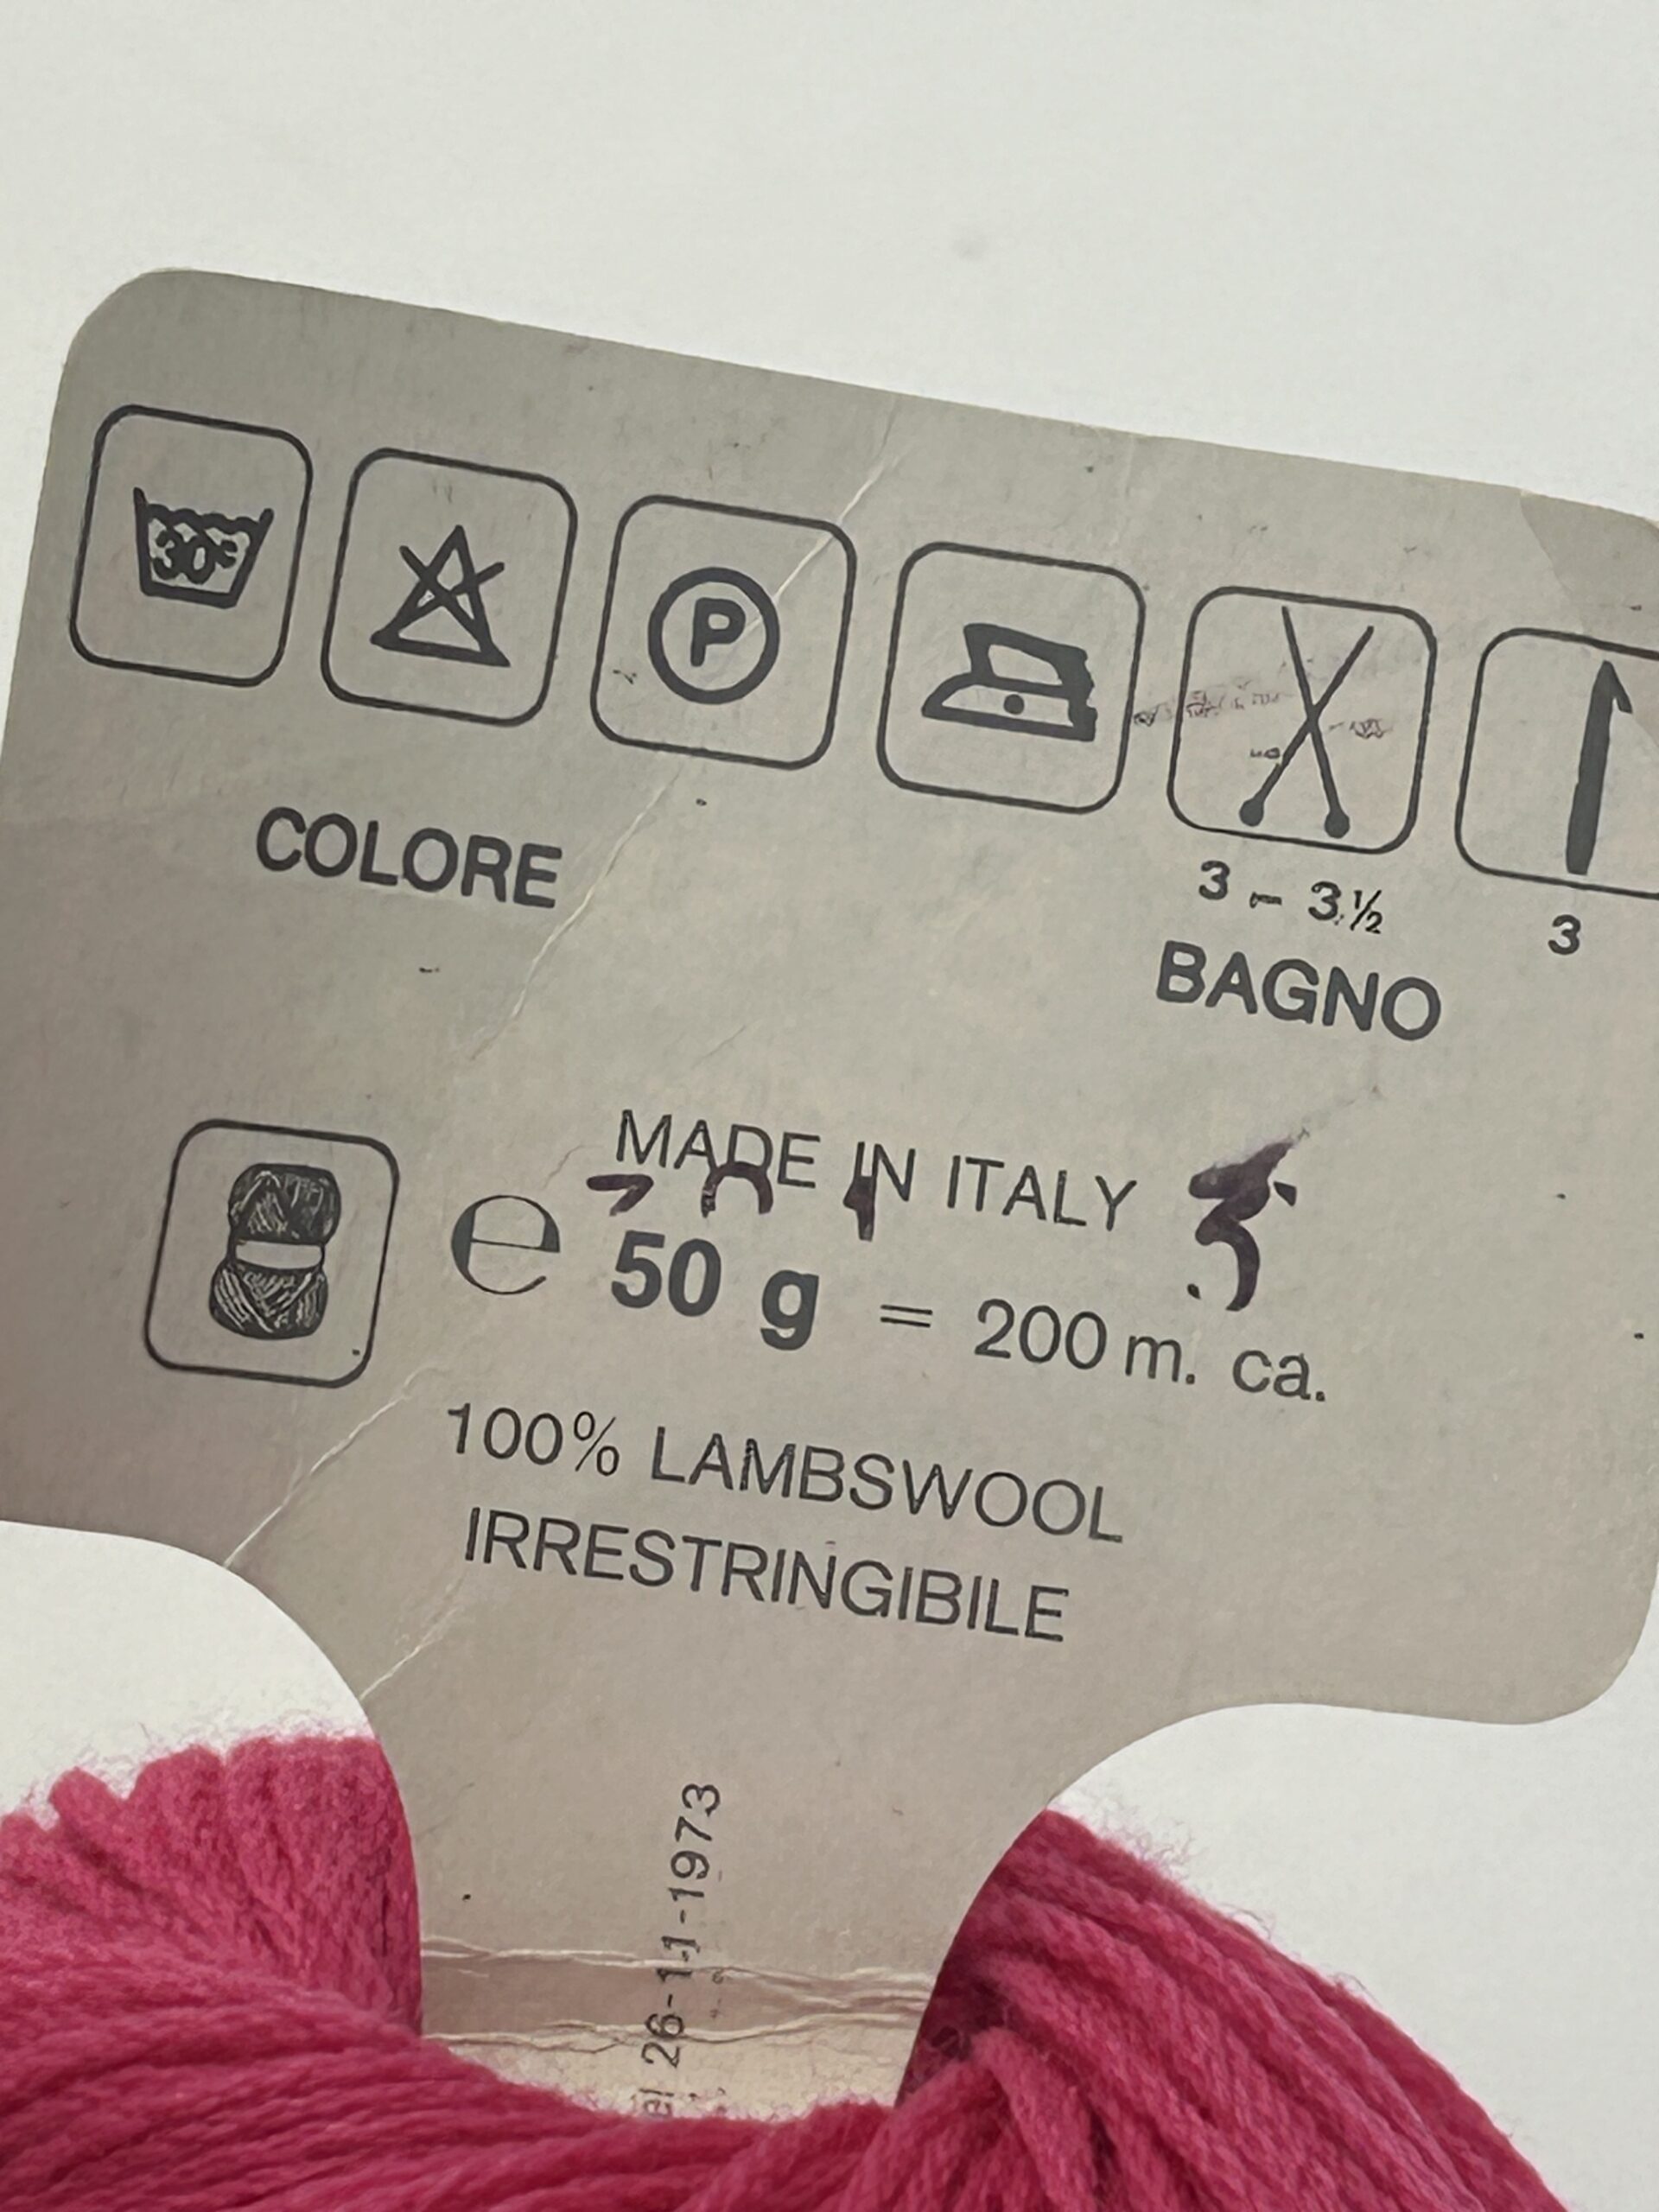 30°
P
3 - 3½
3
COLORE
BAGNO
MADE IN ITALY
e 50 g = 200 m. ca.
100% LAMBSWOOL
IRRESTRINGIBILE
26-11-1973